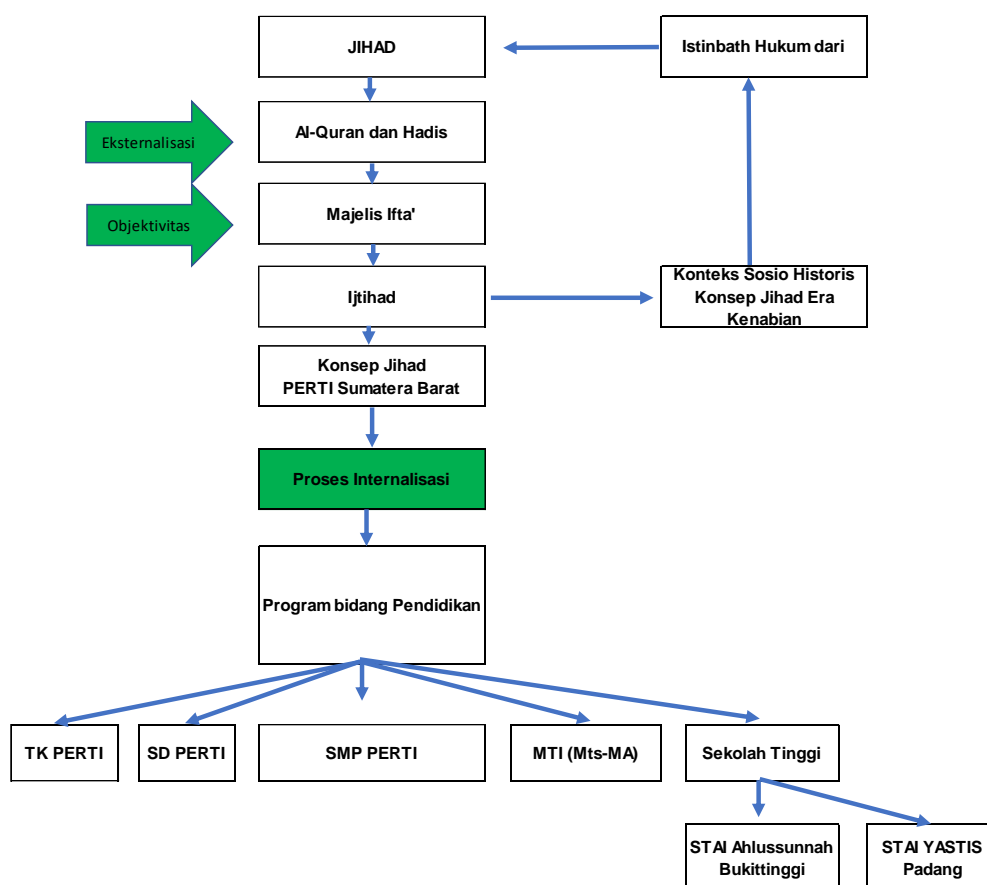 JIHAD
Istinbath Hukum dari
Eksternalisasi
Al-Quran dan Hadis
Objektivitas
Majelis Ifta'
Ijtihad
Konteks Sosio Historis
Konsep Jihad Era
Kenabian
Konsep Jihad
PERTI Sumatera Barat
Proses Internalisasi
Program bidang Pendidikan
TK PERTI
SD PERTI
SMP PERTI
MTI (Mts-MA)
Sekolah Tinggi
STAI Ahlussunnah
Bukittinggi
STAI YASTIS
Padang